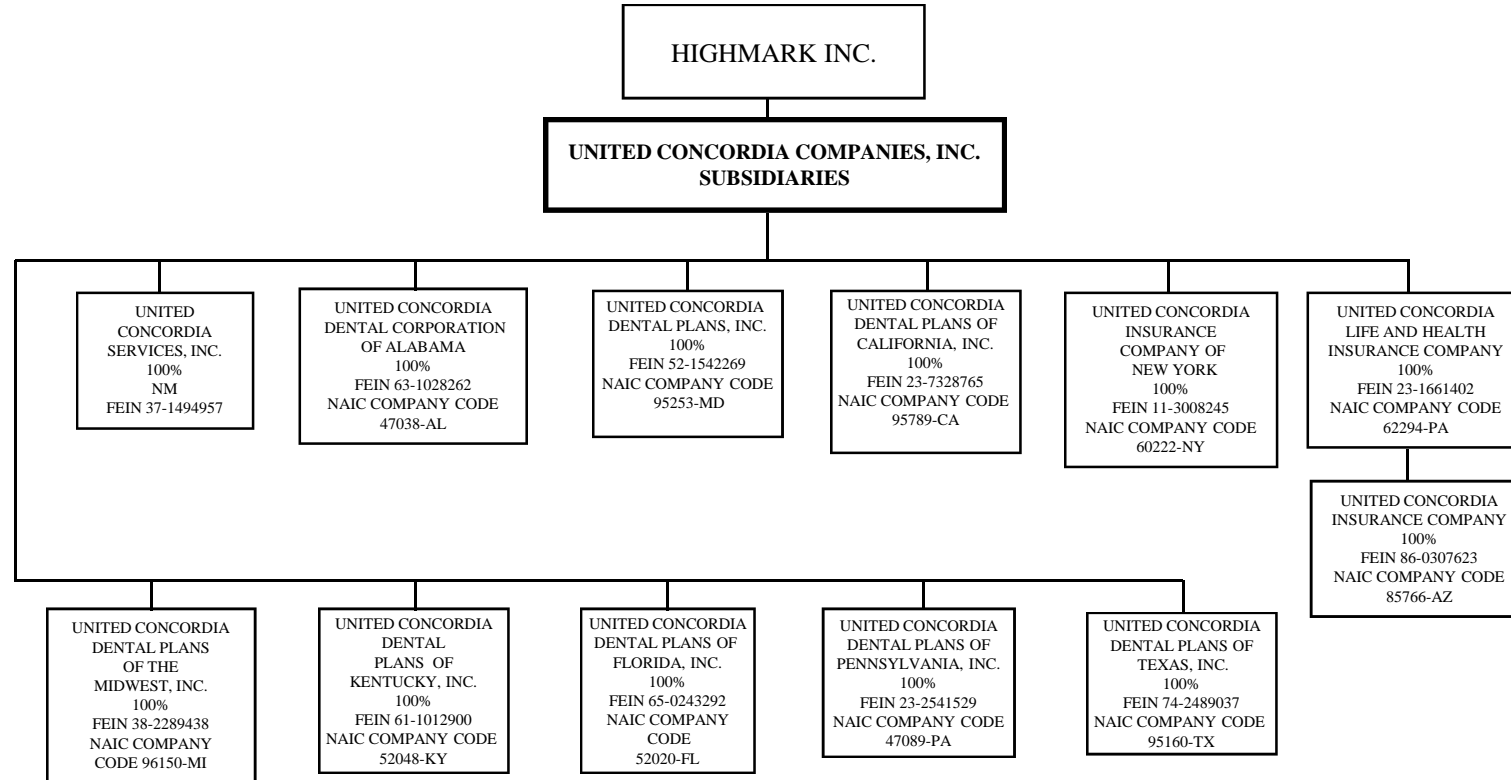 HIGHMARK INC.
UNITED CONCORDIA COMPANIES, INC.
SUBSIDIARIES
UNITED
CONCORDIA
SERVICES, INC.
100%
NM
FEIN 37-1494957
UNITED CONCORDIA
DENTAL CORPORATION
OF ALABAMA
100%
FEIN 63-1028262
NAIC COMPANY CODE
47038-AL
UNITED CONCORDIA
DENTAL PLANS, INC.
100%
FEIN 52-1542269
NAIC COMPANY CODE
95253-MD
UNITED CONCORDIA
DENTAL PLANS OF
CALIFORNIA, INC.
100%
FEIN 23-7328765
NAIC COMPANY CODE
95789-CA
UNITED CONCORDIA
INSURANCE
COMPANY OF
NEW YORK
100%
FEIN 11-3008245
NAIC COMPANY CODE
60222-NY
UNITED CONCORDIA
LIFE AND HEALTH
INSURANCE COMPANY
100%
FEIN 23-1661402
NAIC COMPANY CODE
62294-PA
UNITED CONCORDIA
INSURANCE COMPANY
100%
FEIN 86-0307623
NAIC COMPANY CODE
85766-AZ
UNITED CONCORDIA
DENTAL PLANS
OF THE
MIDWEST, INC.
100%
FEIN 38-2289438
NAIC COMPANY
CODE 96150-MI
UNITED CONCORDIA
DENTAL
PLANS OF
KENTUCKY, INC.
100%
FEIN 61-1012900
NAIC COMPANY CODE
52048-KY
UNITED CONCORDIA
DENTAL PLANS OF
FLORIDA, INC.
100%
FEIN 65-0243292
NAIC COMPANY
CODE
52020-FL
UNITED CONCORDIA
DENTAL PLANS OF
PENNSYLVANIA, INC.
100%
FEIN 23-2541529
NAIC COMPANY CODE
47089-PA
UNITED CONCORDIA
DENTAL PLANS OF
TEXAS, INC.
100%
FEIN 74-2489037
NAIC COMPANY CODE
95160-TX